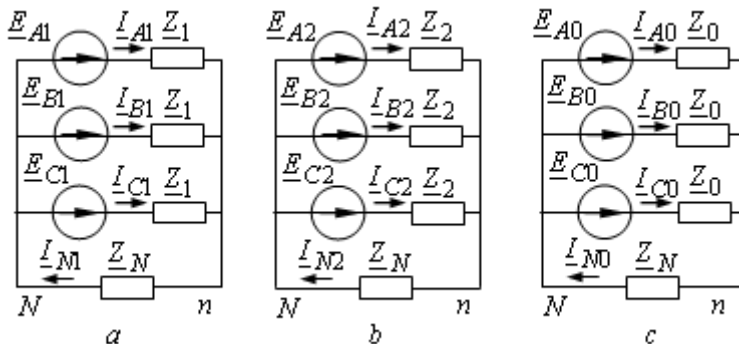 E_A1 I_A1 Z_1 E_A2 I_A2 Z_2 E_A0 I_A0 Z_0
E_B1 I_B1 Z_1 E_B2 I_B2 Z_2 E_B0 I_B0 Z_0
E_C1 I_C1 Z_1 E_C2 I_C2 Z_2 E_C0 I_C0 Z_0
I_N1 Z_N I_N2 Z_N I_N0 Z_N
N n N n N n
a b c